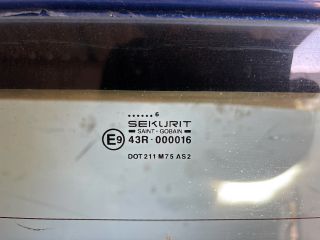 ...... 6
SEKURIT
SAINT - GOBAIN
E9 43R - 000016
DOT 211 M75 AS2